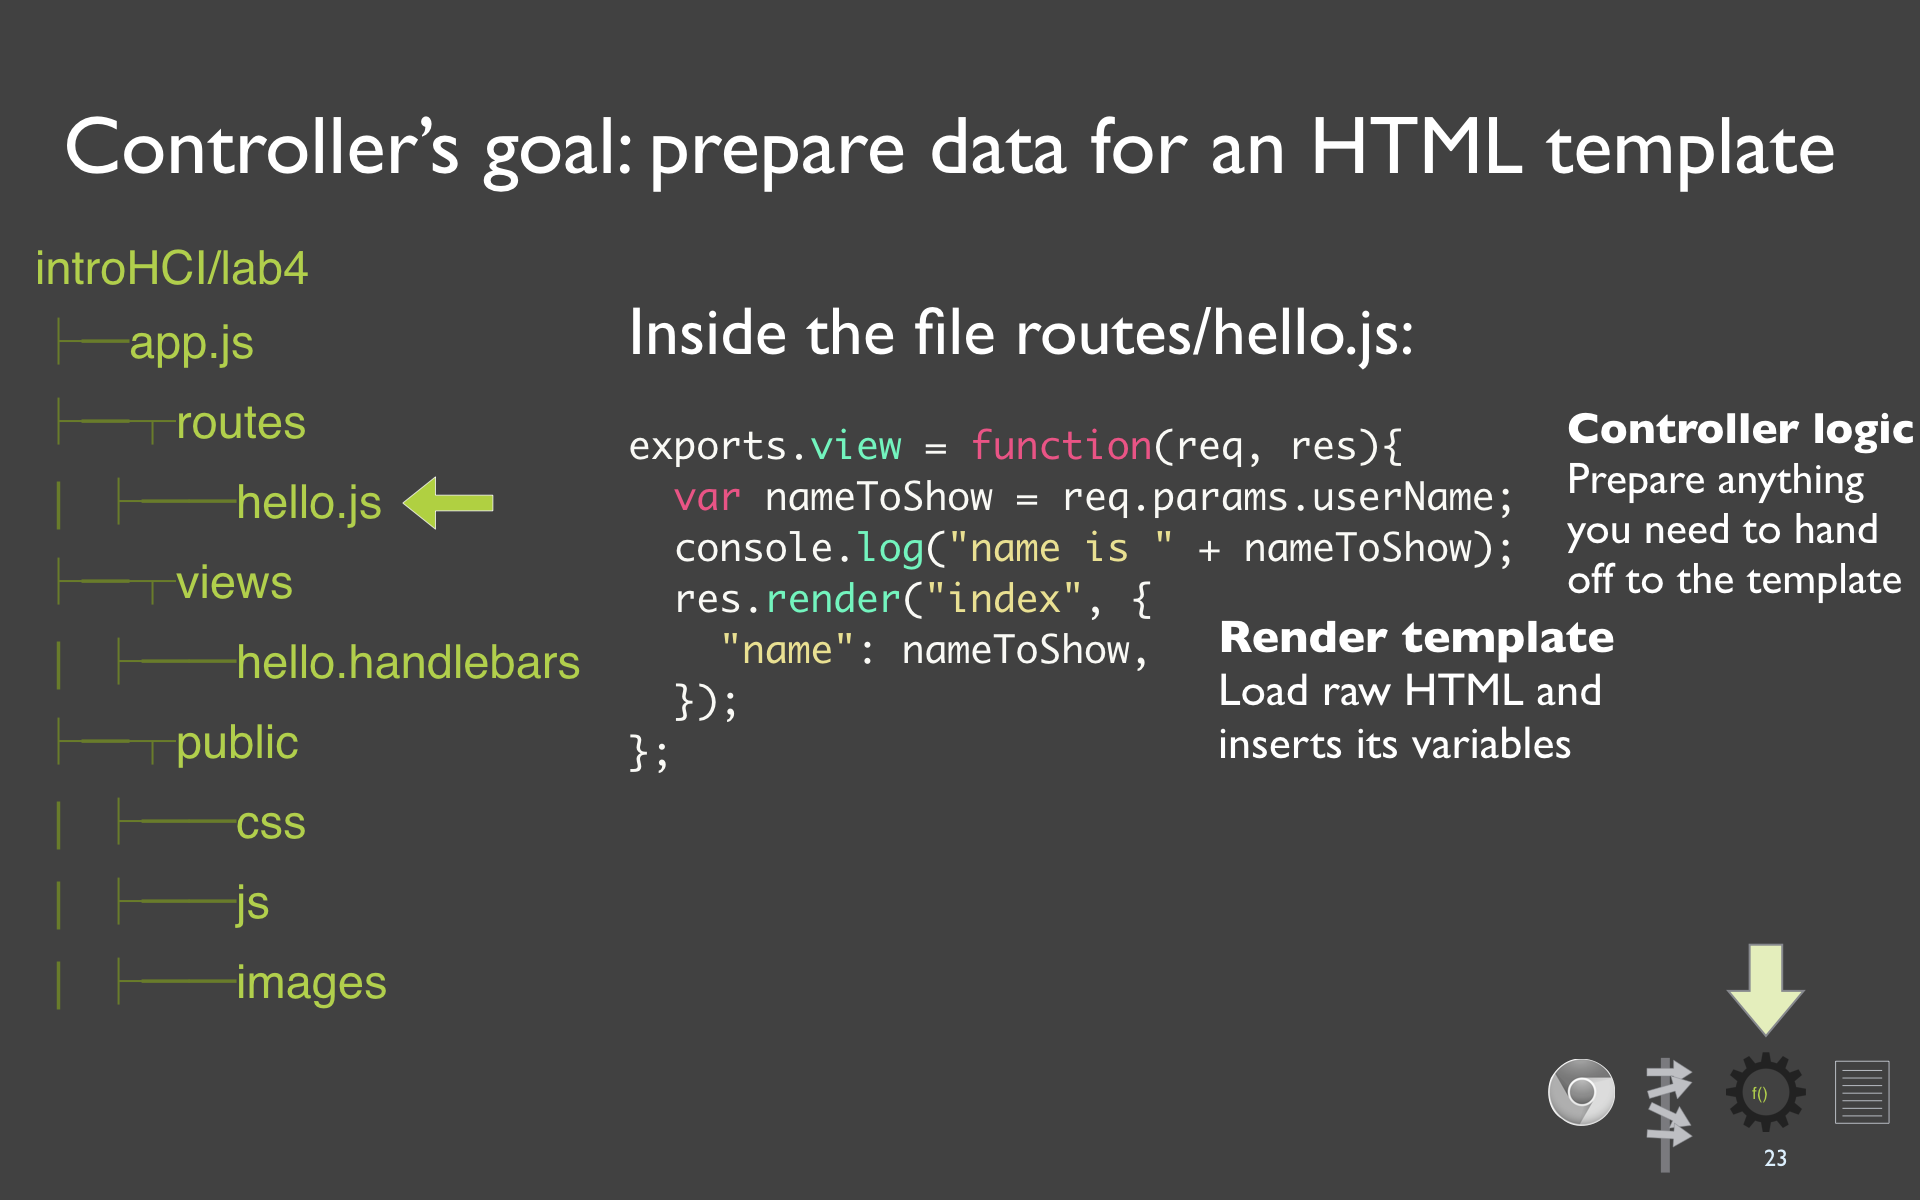 Controller’s goal: prepare data for an HTML template
introHCI/lab4
app.js
routes
hello.js
views
hello.handlebars
public
css
js
images
Inside the file routes/hello.js:
exports.view = function(req, res){
  var nameToShow = req.params.userName;
  console.log("name is " + nameToShow);
  res.render("index", {
    "name": nameToShow,
  });
};
Controller logic
Prepare anything
you need to hand
off to the template
Render template
Load raw HTML and
inserts its variables
f()
23